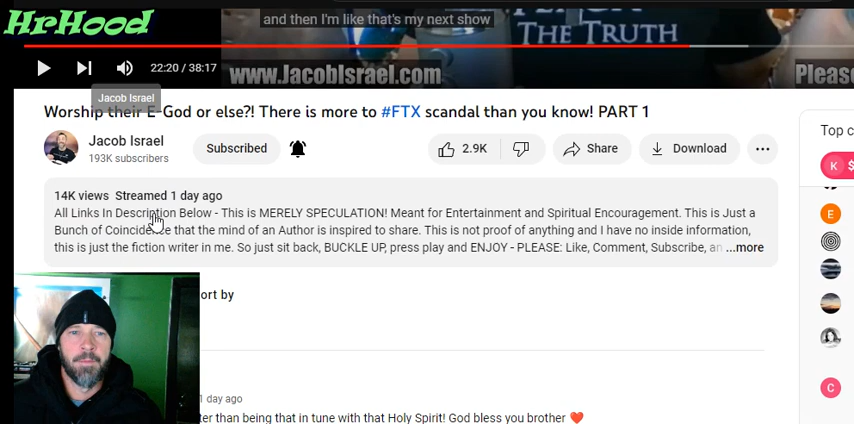 HrHood
and then I'm like that's my next show
THE TRUTH
22:20 / 38:17
www.JacobIsrael.com
Please
Jacob Israel
Worship their E-God or else?! There is more to #FTX scandal than you know! PART 1
Top c
Jacob Israel
193K subscribers
Subscribed
2.9K
Share
Download
K $
14K views Streamed 1 day ago
All Links In Description Below - This is MERELY SPECULATION! Meant for Entertainment and Spiritual Encouragement. This is Just a
Bunch of Coincidence that the mind of an Author is inspired to share. This is not proof of anything and I have no inside information,
this is just the fiction writer in me. So just sit back, BUCKLE UP, press play and ENJOY - PLEASE: Like, Comment, Subscribe, an ...more
E
ort by
C
1 day ago
ter than being that in tune with that Holy Spirit! God bless you brother ❤️